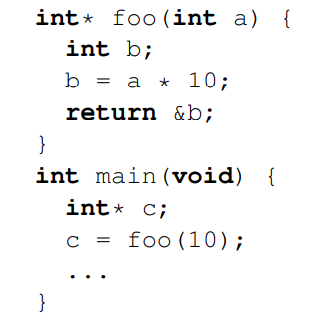 int* foo(int a) {
  int b;
  b = a * 10;
  return &b;
}
int main(void) {
  int* c;
  c = foo(10);
  ...
}